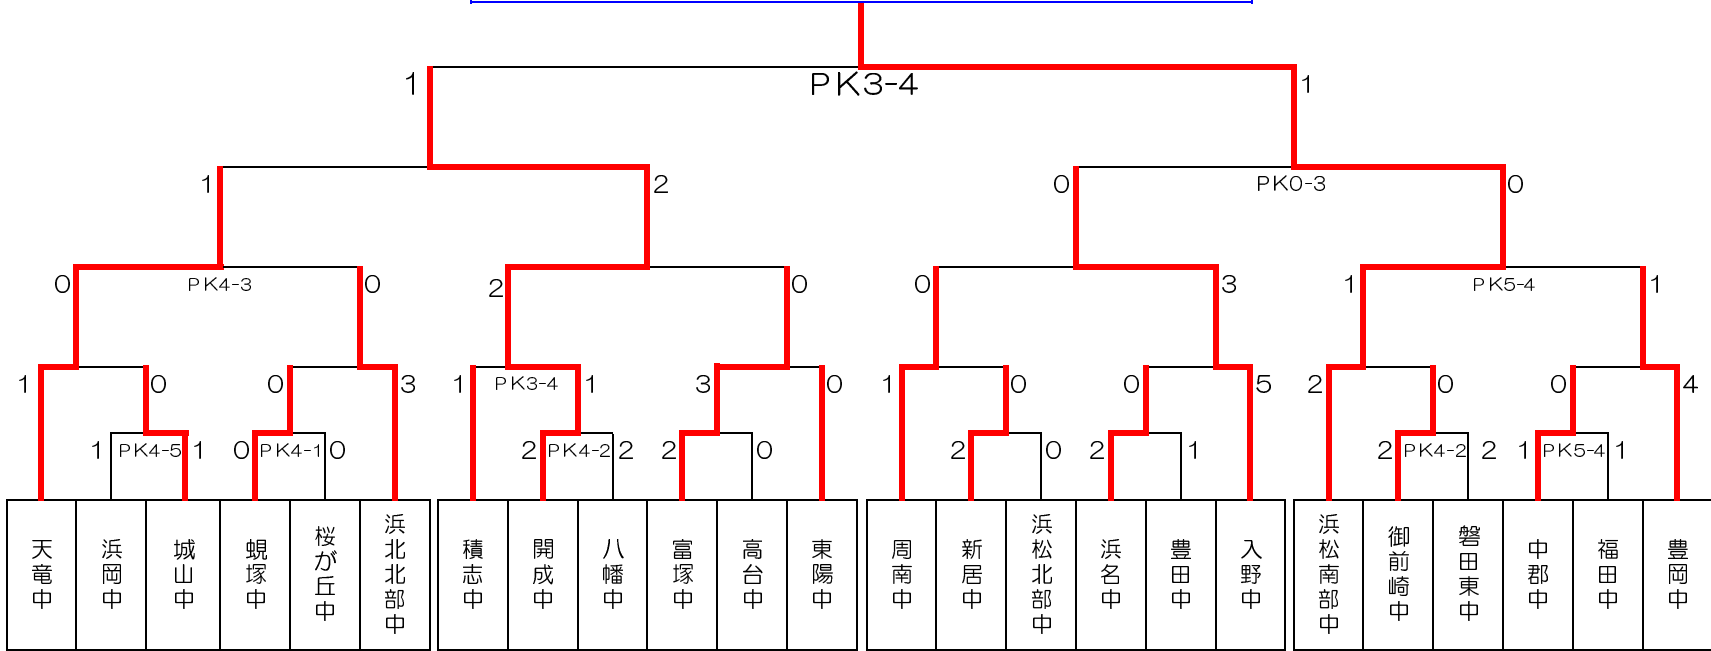 1 PK3-4 1
1 2 0 PK0-3 0
0 PK4-3 0 2 0 0 3 1 PK5-4 1
1 0 0 3 1 PK3-4 1 3 0 1 0 0 5 2 0 0 4
1 PK4-5 1 0 PK4-1 0 2 PK4-2 2 2 0 2 0 2 1 2 PK4-2 2 1 PK5-4 1
天竜中
浜岡中
城山中
蜆塚中
桜が丘中
浜北北部中
積志中
開成中
八幡中
富塚中
高台中
東陽中
周南中
新居中
浜松北部中
浜名中
豊田中
入野中
浜松南部中
御前崎中
磐田東中
中郡中
福田中
豊岡中